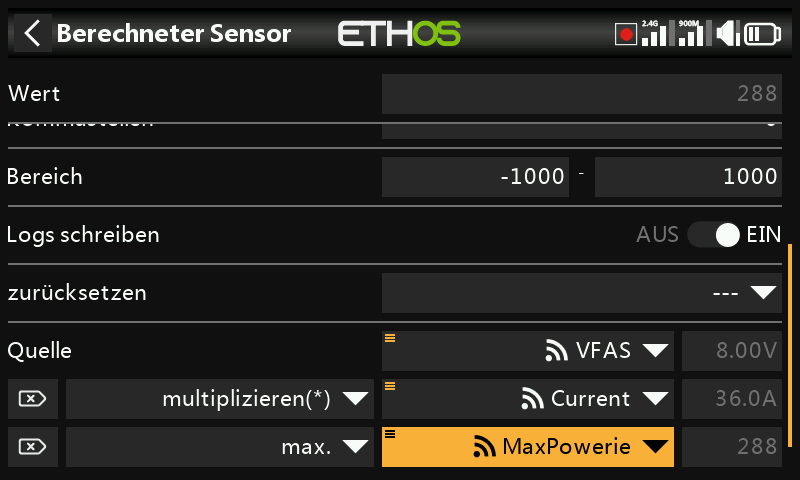 Berechneter Sensor ETHOS 2.4G 900M
Wert 288
Bereich -1000 - 1000
Logs schreiben AUS EIN
zurücksetzen ---
Quelle VFAS 8.00V
multiplizieren(*) Current 36.0A
max. MaxPowerie 288